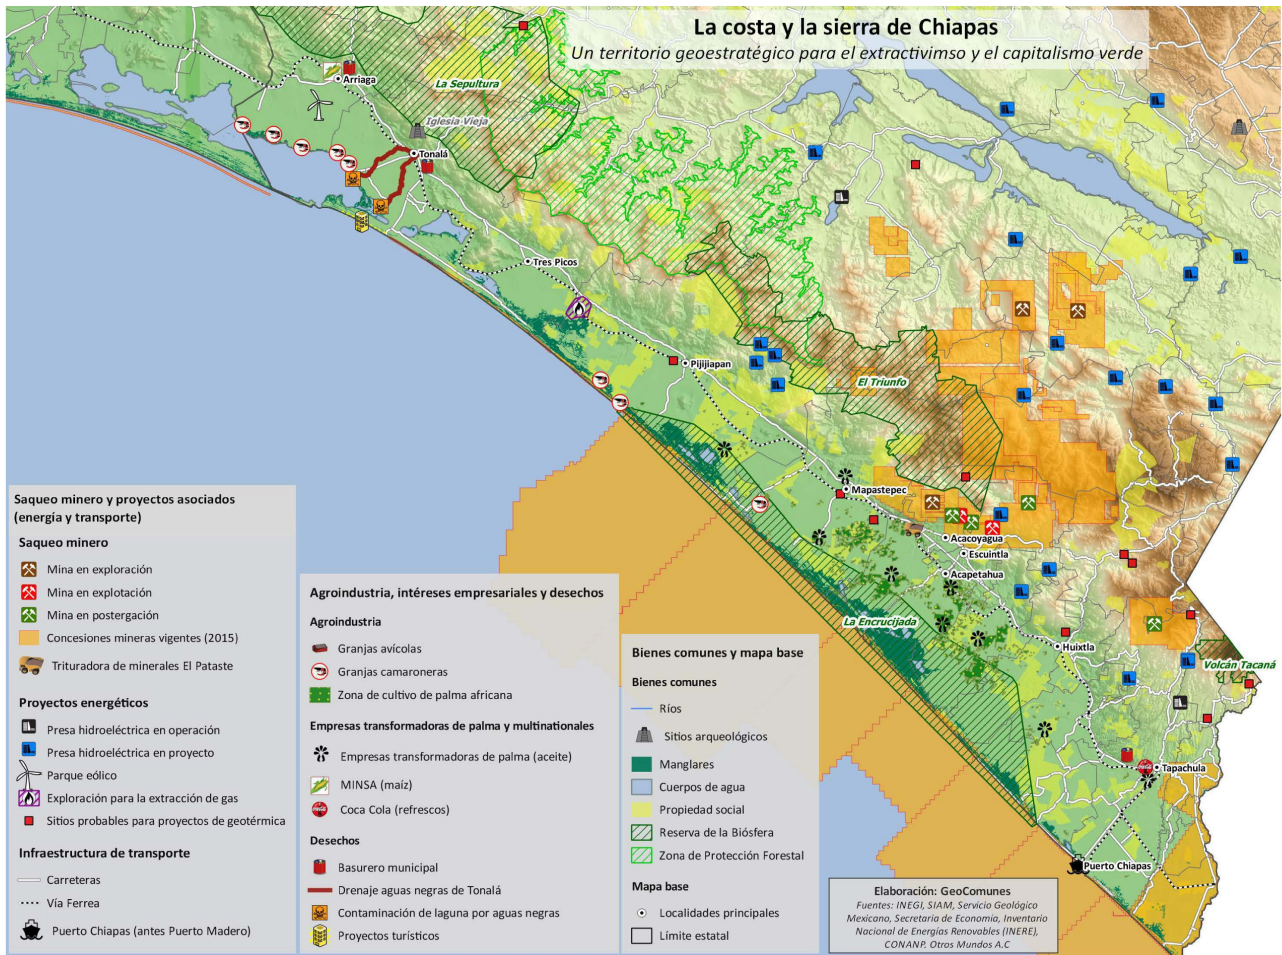 La costa y la sierra de Chiapas
Un territorio geoestratégico para el extractivimso y el capitalismo verde
La Sepultura
Arriaga
Iglesia Vieja
Tonalá
Tres Picos
Pijijiapan
El Triunfo
Mapastepec
Acacoyagua
Escuintla
Acapetahua
La Encrucijada
Huixtla
Volcán Tacaná
Tapachula
Puerto Chiapas
Saqueo minero y proyectos asociados
(energía y transporte)
Saqueo minero
Mina en exploración
Mina en explotación
Mina en postergación
Concesiones mineras vigentes (2015)
Trituradora de minerales El Pataste
Proyectos energéticos
Presa hidroeléctrica en operación
Presa hidroeléctrica en proyecto
Parque eólico
Exploración para la extracción de gas
Sitios probables para proyectos de geotérmica
Infraestructura de transporte
Carreteras
Vía Ferrea
Puerto Chiapas (antes Puerto Madero)
Agroindustria, intéreses empresariales y desechos
Agroindustria
Granjas avícolas
Granjas camaroneras
Zona de cultivo de palma africana
Empresas transformadoras de palma y multinationales
Empresas transformadoras de palma (aceite)
MINSA (maíz)
Coca Cola (refrescos)
Desechos
Basurero municipal
Drenaje aguas negras de Tonalá
Contaminación de laguna por aguas negras
Proyectos turísticos
Bienes comunes y mapa base
Bienes comunes
Ríos
Sitios arqueológicos
Manglares
Cuerpos de agua
Propiedad social
Reserva de la Biósfera
Zona de Protección Forestal
Mapa base
Localidades principales
Límite estatal
Elaboración: GeoComunes
Fuentes: INEGI, SIAM, Servicio Geológico
Mexicano, Secretaria de Economía, Inventario
Nacional de Energías Renovables (INERE),
CONANP, Otros Mundos A.C